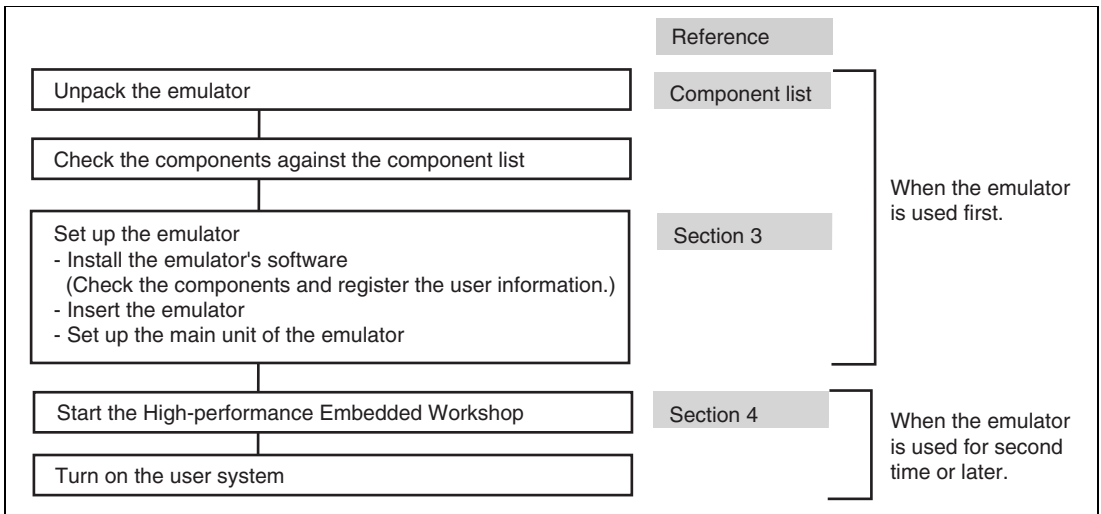 Reference
Unpack the emulator
Component list
Check the components against the component list
When the emulator
is used first.
Set up the emulator
- Install the emulator's software
(Check the components and register the user information.)
- Insert the emulator
- Set up the main unit of the emulator
Section 3
Start the High-performance Embedded Workshop
Section 4
Turn on the user system
When the emulator
is used for second
time or later.